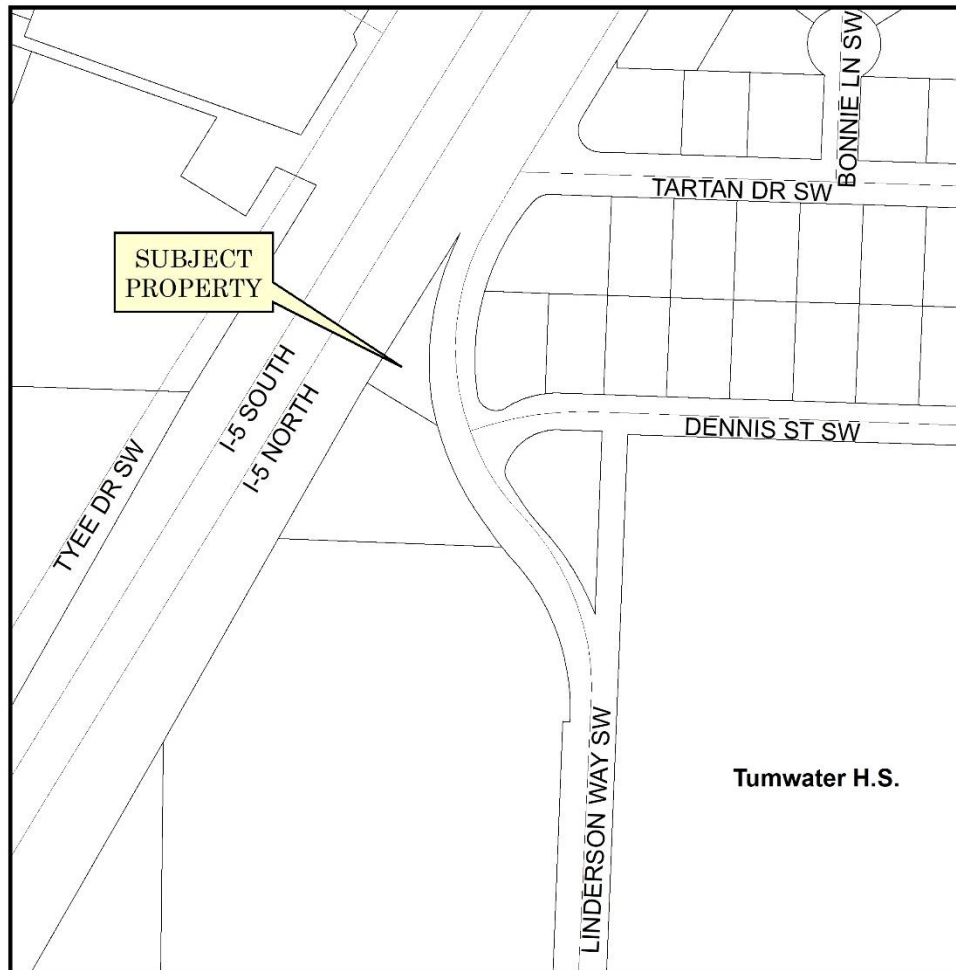 BONNIE LN SW
TARTAN DR SW
SUBJECT
PROPERTY
I-5 SOUTH
I-5 NORTH
DENNIS ST SW
TYEE DR SW
LINDERSON WAY SW
Tumwater H.S.